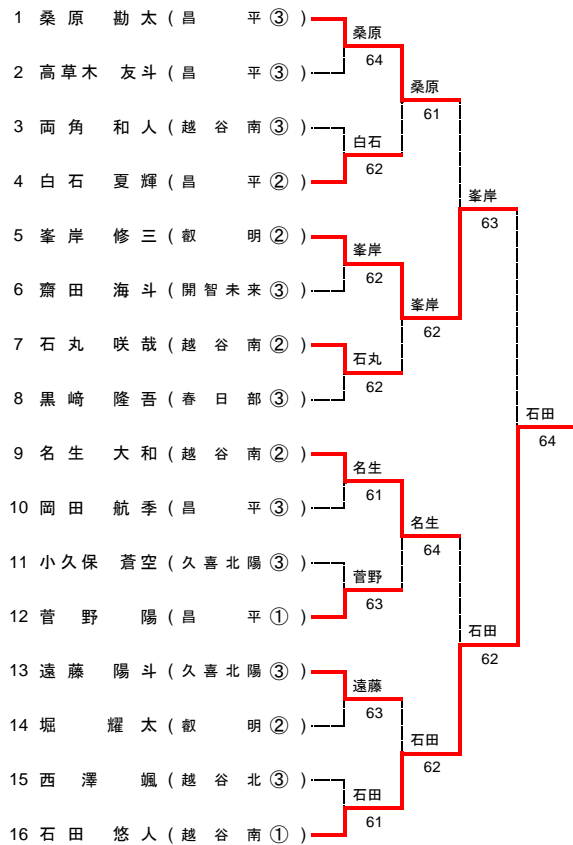 1 桑原 勘太 ( 昌平 ③ )
2 高草木 友斗 ( 昌平 ③ )
3 両角 和人 ( 越谷南 ③ )
4 白石 夏輝 ( 昌平 ② )
5 峯岸 修三 ( 叡明 ② )
6 齋田 海斗 ( 開智未来 ③ )
7 石丸 咲哉 ( 越谷南 ② )
8 黒﨑 隆吾 ( 春日部 ③ )
9 名生 大和 ( 越谷南 ② )
10 岡田 航季 ( 昌平 ③ )
11 小久保 蒼空 ( 久喜北陽 ③ )
12 菅野 陽 ( 昌平 ① )
13 遠藤 陽斗 ( 久喜北陽 ③ )
14 堀 耀太 ( 叡明 ② )
15 西澤 颯 ( 越谷北 ③ )
16 石田 悠人 ( 越谷南 ① )
桑原
64
白石
62
峯岸
62
石丸
62
名生
61
菅野
63
遠藤
63
石田
61
桑原
61
峯岸
62
名生
64
石田
62
峯岸
63
石田
62
石田
64